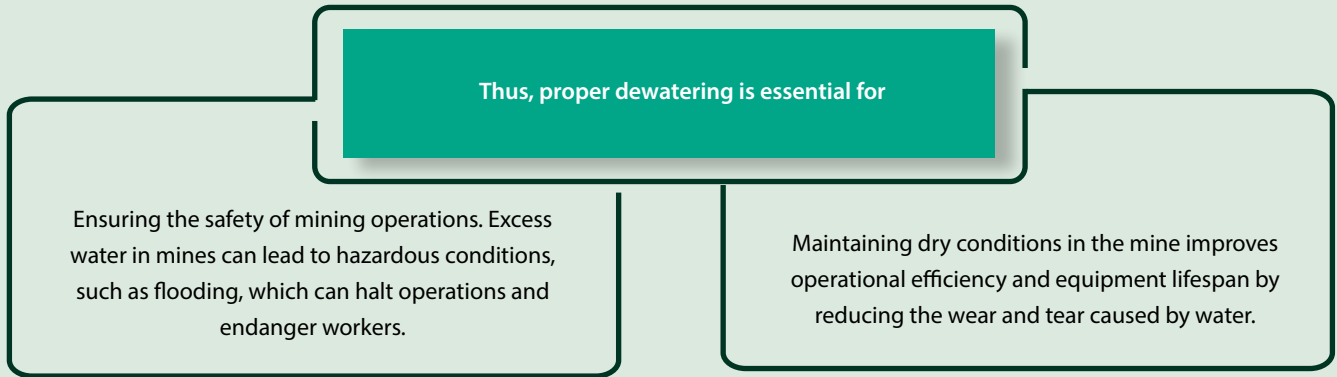 Thus, proper dewatering is essential for
Ensuring the safety of mining operations. Excess
water in mines can lead to hazardous conditions,
such as flooding, which can halt operations and
endanger workers.
Maintaining dry conditions in the mine improves
operational efficiency and equipment lifespan by
reducing the wear and tear caused by water.